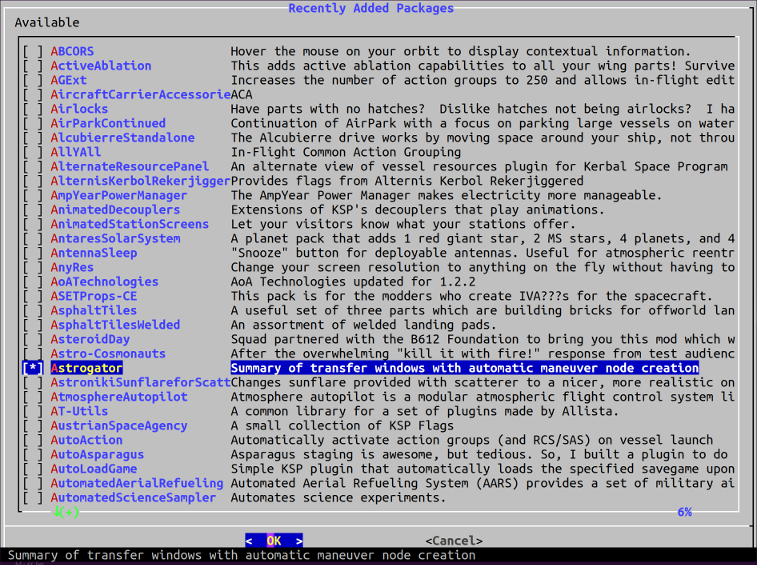 Recently Added Packages
Available
[ ] ABCORS Hover the mouse on your orbit to display contextual information.
[ ] ActiveAblation This adds active ablation capabilities to all your wing parts! Survive
[ ] AGExt Increases the number of action groups to 250 and allows in-flight edit
[ ] AircraftCarrierAccessorieACA
[ ] Airlocks Have parts with no hatches?  Dislike hatches not being airlocks?  I ha
[ ] AirParkContinued Continuation of AirPark with a focus on parking large vessels on water
[ ] AlcubierreStandalone The Alcubierre drive works by moving space around your ship, not throu
[ ] AllYAll In-Flight Common Action Grouping
[ ] AlternateResourcePanel An alternate view of vessel resources plugin for Kerbal Space Program
[ ] AlternisKerbolRekerjiggerProvides flags from Alternis Kerbol Rekerjiggered
[ ] AmpYearPowerManager The AmpYear Power Manager makes electricity more manageable.
[ ] AnimatedDecouplers Extensions of KSP's decouplers that play animations.
[ ] AnimatedStationScreens Let your visitors know what your stations offer.
[ ] AntaresSolarSystem A planet pack that adds 1 red giant star, 2 MS stars, 4 planets, and 4
[ ] AntennaSleep "Snooze" button for deployable antennas. Useful for atmospheric reentr
[ ] AnyRes Change your screen resolution to anything on the fly without having to
[ ] AoATechnologies AoA Technologies updated for 1.2.2
[ ] ASETProps-CE This pack is for the modders who create IVA???s for the spacecraft.
[ ] AsphaltTiles A useful set of three parts which are building bricks for offworld lan
[ ] AsphaltTilesWelded An assortment of welded landing pads.
[ ] AsteroidDay Squad partnered with the B612 Foundation to bring you this mod which w
[ ] Astro-Cosmonauts After the overwhelming "kill it with fire!" response from test audienc
[*] Astrogator Summary of transfer windows with automatic maneuver node creation
[ ] AstronikiSunflareforScattChanges sunflare provided with scatterer to a nicer, more realistic on
[ ] AtmosphereAutopilot Atmosphere autopilot is a modular atmospheric flight control system li
[ ] AT-Utils A common library for a set of plugins made by Allista.
[ ] AustrianSpaceAgency A small collection of KSP Flags
[ ] AutoAction Automatically activate action groups (and RCS/SAS) on vessel launch
[ ] AutoAsparagus Asparagus staging is awesome, but tedious. So, I built a plugin to do
[ ] AutoLoadGame Simple KSP plugin that automatically loads the specified savegame upon
[ ] AutomatedAerialRefueling Automated Aerial Refueling System (AARS) provides a set of military ai
[ ] AutomatedScienceSampler Automates science experiments.
↓(+) 6%
< OK > <Cancel>
Summary of transfer windows with automatic maneuver node creation